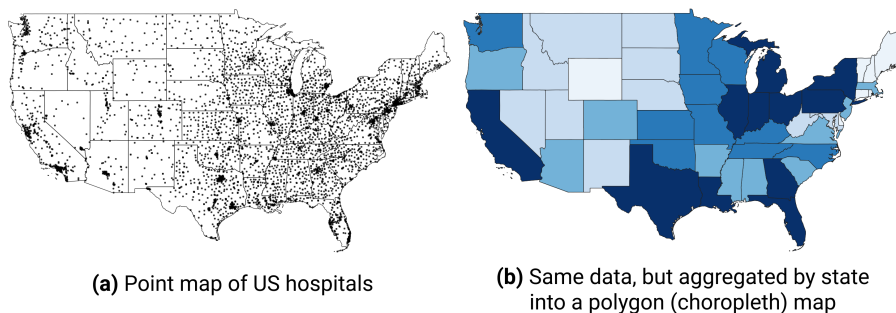 (a) Point map of US hospitals
(b) Same data, but aggregated by state
into a polygon (choropleth) map